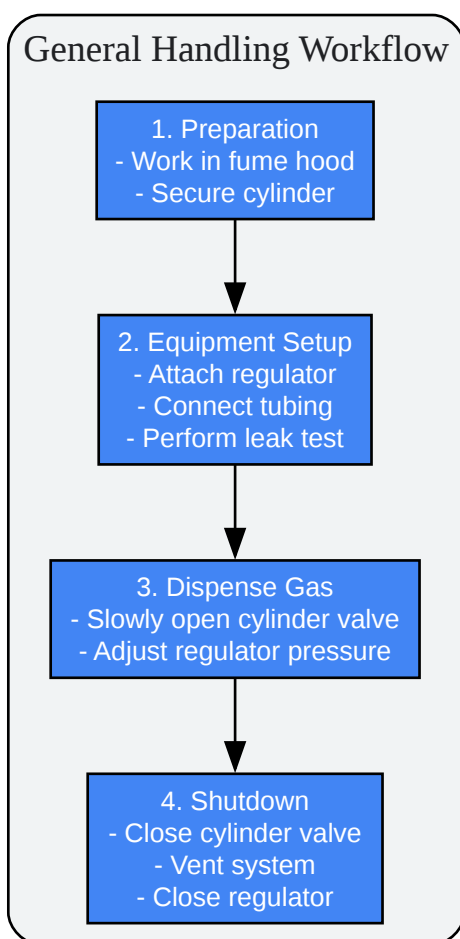 General Handling Workflow
1. Preparation
- Work in fume hood
- Secure cylinder
2. Equipment Setup
- Attach regulator
- Connect tubing
- Perform leak test
3. Dispense Gas
- Slowly open cylinder valve
- Adjust regulator pressure
4. Shutdown
- Close cylinder valve
- Vent system
- Close regulator